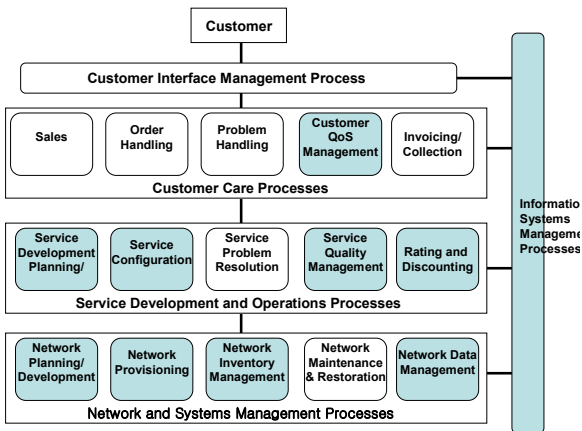 Customer
Customer Interface Management Process
Sales
Order
Handling
Problem
Handling
Customer
QoS
Management
Invoicing/
Collection
Customer Care Processes
Service
Development
Planning/
Service
Configuration
Service
Problem
Resolution
Service
Quality
Management
Rating and
Discounting
Service Development and Operations Processes
Network
Planning/
Development
Network
Provisioning
Network
Inventory
Management
Network
Maintenance
& Restoration
Network Data
Management
Network and Systems Management Processes
Informatio
Systems
Manageme
Processes